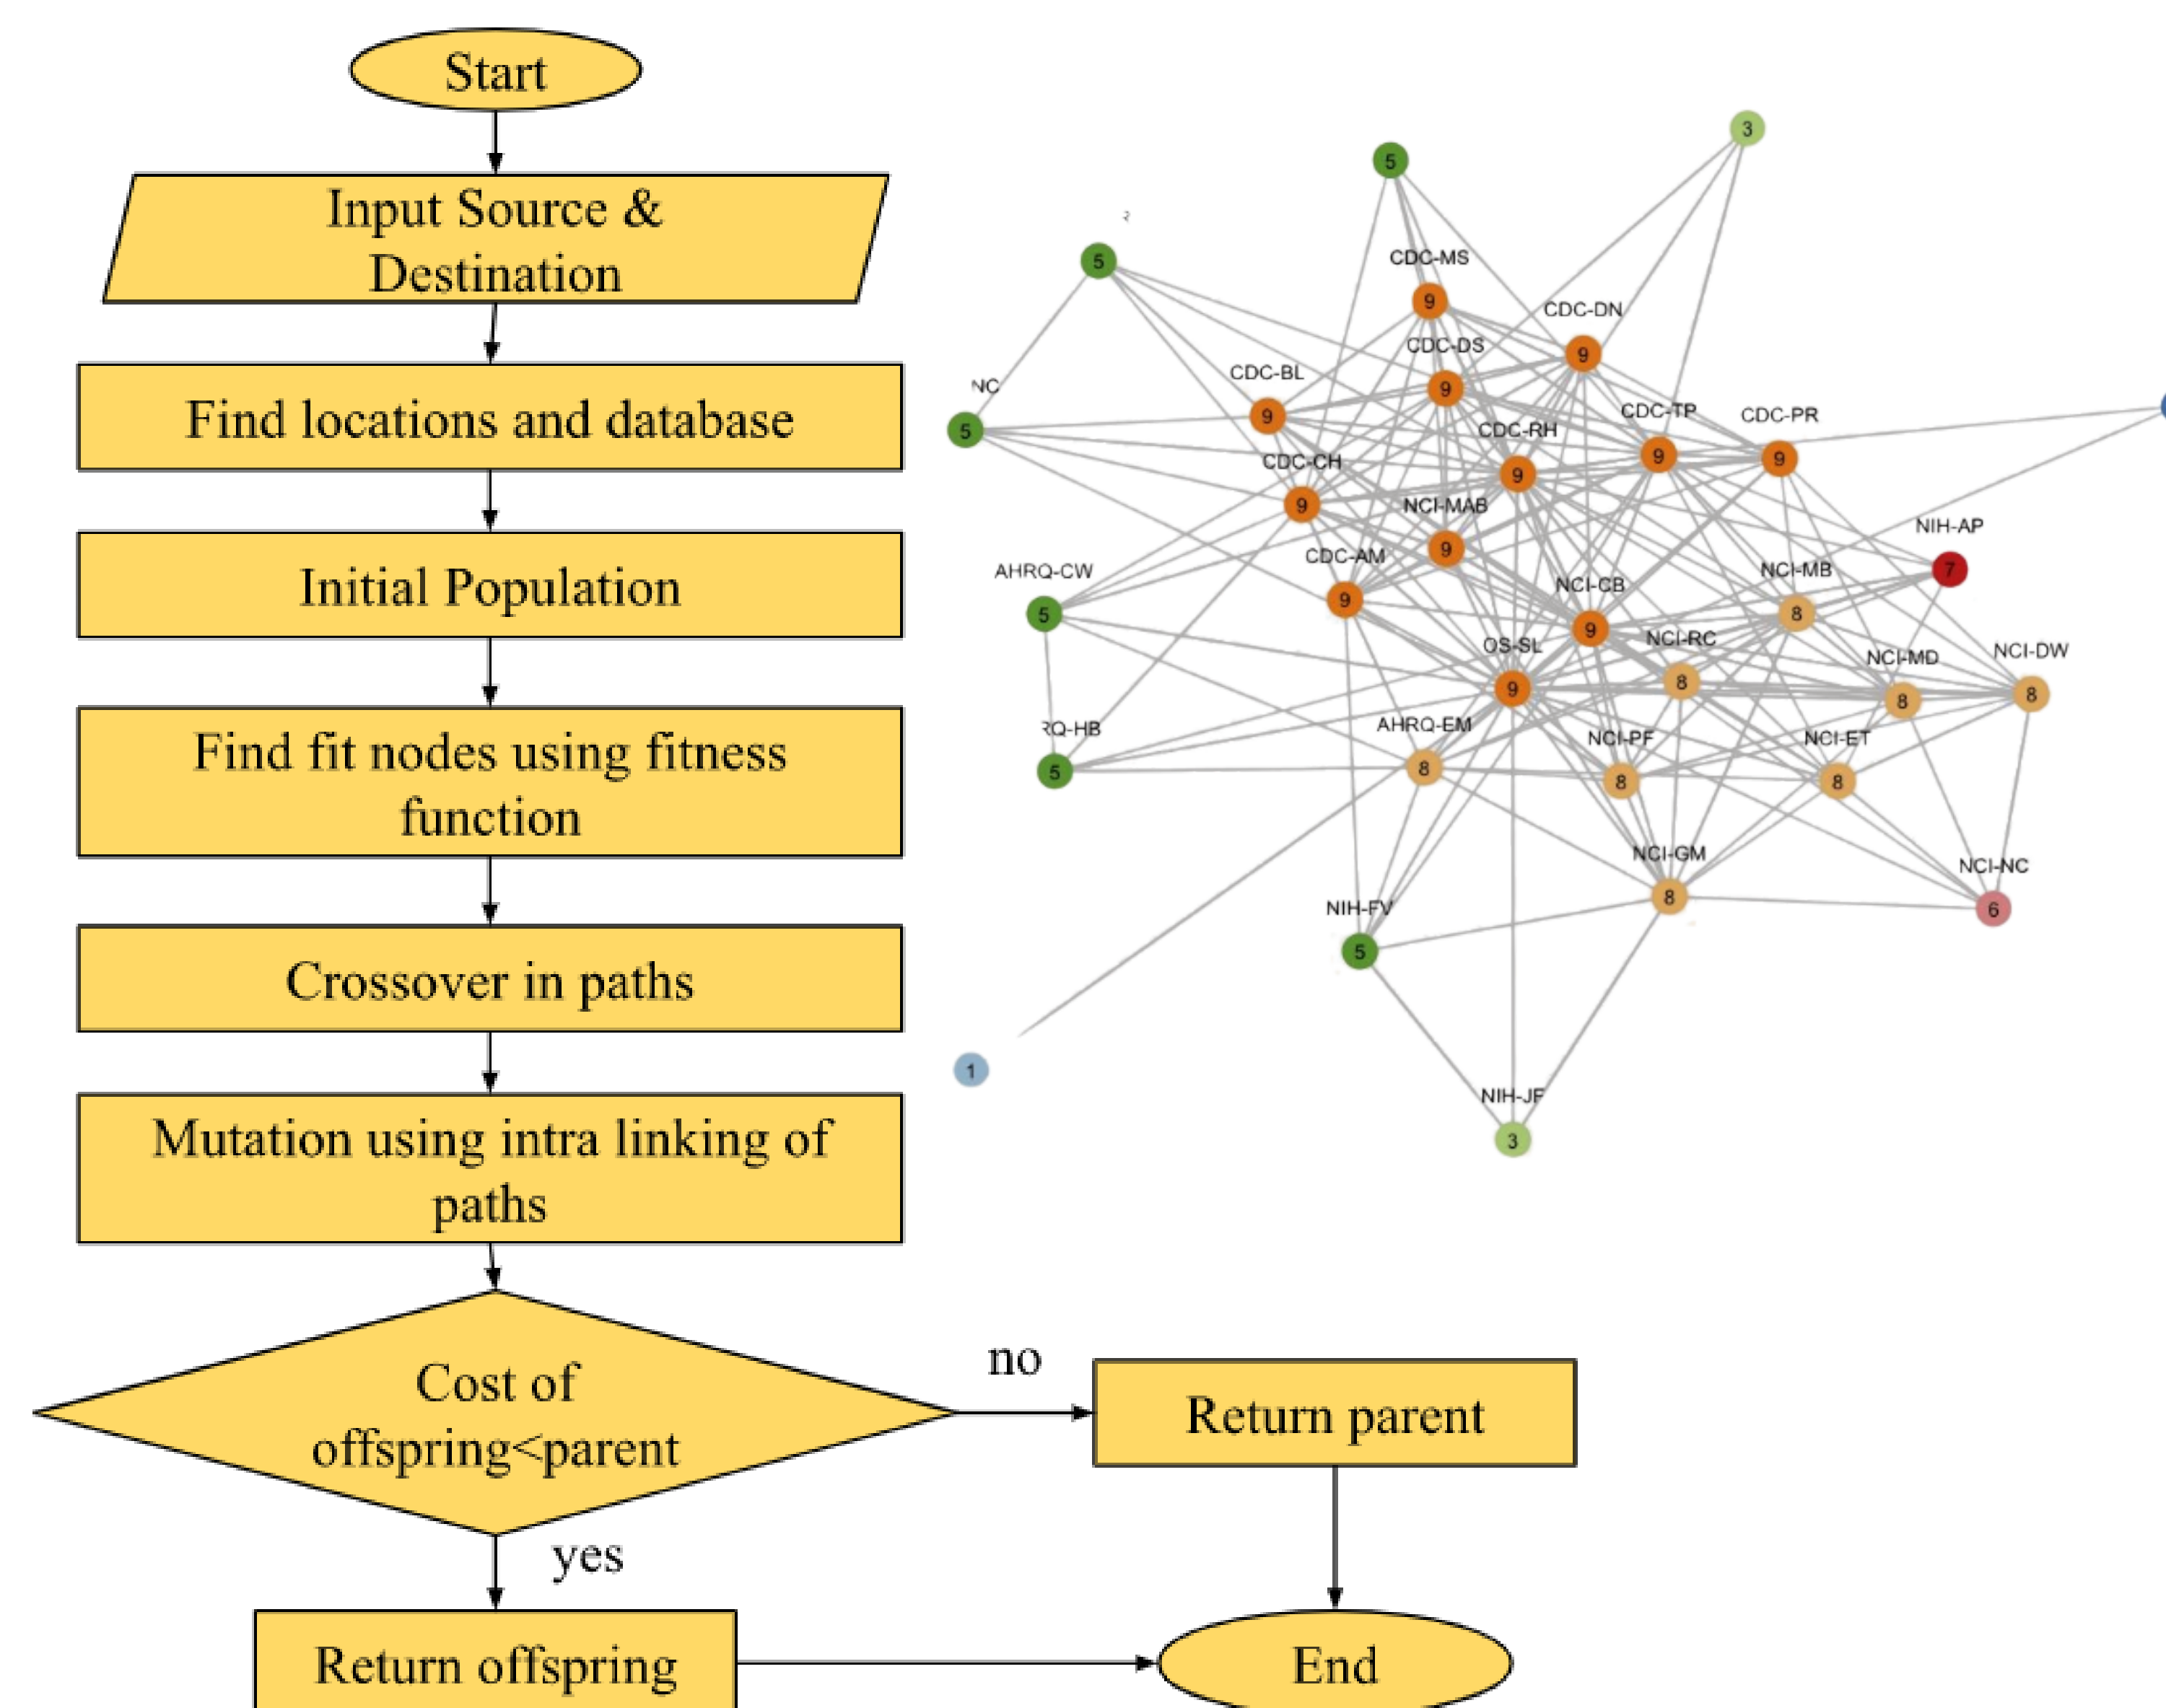 Start
Input Source &
Destination
Find locations and database
Initial Population
Find fit nodes using fitness
function
Crossover in paths
Mutation using intra linking of
paths
Cost of
offspring<parent
no
Return parent
yes
Return offspring
End
3
5
5
CDC-MS
9
CDC-DN
9
CDC-DS
9
CDC-BL
9
NC
5
CDC-TP
9
CDC-PR
9
CDC-RH
9
CDC-CH
9
NCI-MAB
9
NIH-AP
7
CDC-AM
9
AHRQ-CW
5
NCI-CB
9
NCI-MB
8
OS-SL
9
NCI-RC
8
NCI-MD
8
NCI-DW
8
RQ-HB
5
AHRQ-EM
8
NCI-PF
8
NCI-ET
8
NCI-GM
8
NCI-NC
6
NIH-FV
5
1
NIH-JF
3